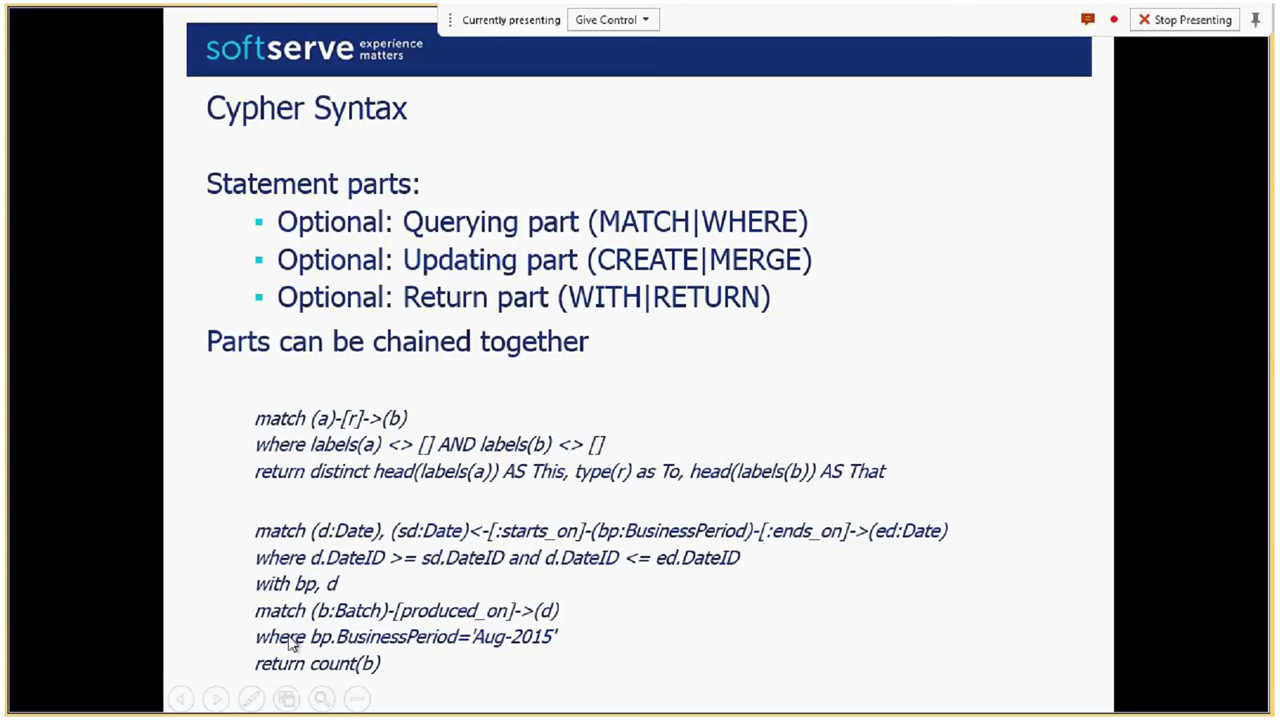 Currently presenting
Give Control
Stop Presenting
softserve experience matters
Cypher Syntax
Statement parts:
Optional: Querying part (MATCH|WHERE)
Optional: Updating part (CREATE|MERGE)
Optional: Return part (WITH|RETURN)
Parts can be chained together
match (a)-[r]->(b)
where labels(a) <> [] AND labels(b) <> []
return distinct head(labels(a)) AS This, type(r) as To, head(labels(b)) AS That
match (d:Date), (sd:Date)<-[:starts_on]-(bp:BusinessPeriod)-[:ends_on]->(ed:Date)
where d.DateID >= sd.DateID and d.DateID <= ed.DateID
with bp, d
match (b:Batch)-[produced_on]->(d)
where bp.BusinessPeriod='Aug-2015'
return count(b)